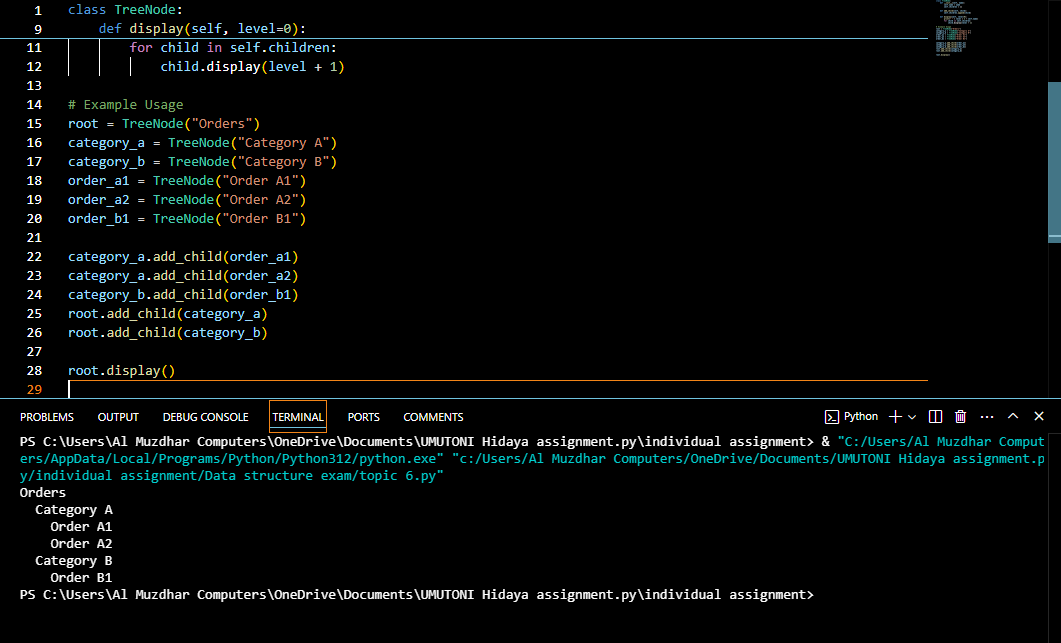 1 class TreeNode:
9     def display(self, level=0):
11         for child in self.children:
12             child.display(level + 1)
13
14 # Example Usage
15 root = TreeNode("Orders")
16 category_a = TreeNode("Category A")
17 category_b = TreeNode("Category B")
18 order_a1 = TreeNode("Order A1")
19 order_a2 = TreeNode("Order A2")
20 order_b1 = TreeNode("Order B1")
21
22 category_a.add_child(order_a1)
23 category_a.add_child(order_a2)
24 category_b.add_child(order_b1)
25 root.add_child(category_a)
26 root.add_child(category_b)
27
28 root.display()
29
PROBLEMS OUTPUT DEBUG CONSOLE TERMINAL PORTS COMMENTS Python
PS C:\Users\Al Muzdhar Computers\OneDrive\Documents\UMUTONI Hidaya assignment.py\individual assignment> & "C:/Users/Al Muzdhar Comput
ers/AppData/Local/Programs/Python/Python312/python.exe" "c:/Users/Al Muzdhar Computers/OneDrive/Documents/UMUTONI Hidaya assignment.p
y/individual assignment/Data structure exam/topic 6.py"
Orders
  Category A
    Order A1
    Order A2
  Category B
    Order B1
PS C:\Users\Al Muzdhar Computers\OneDrive\Documents\UMUTONI Hidaya assignment.py\individual assignment>